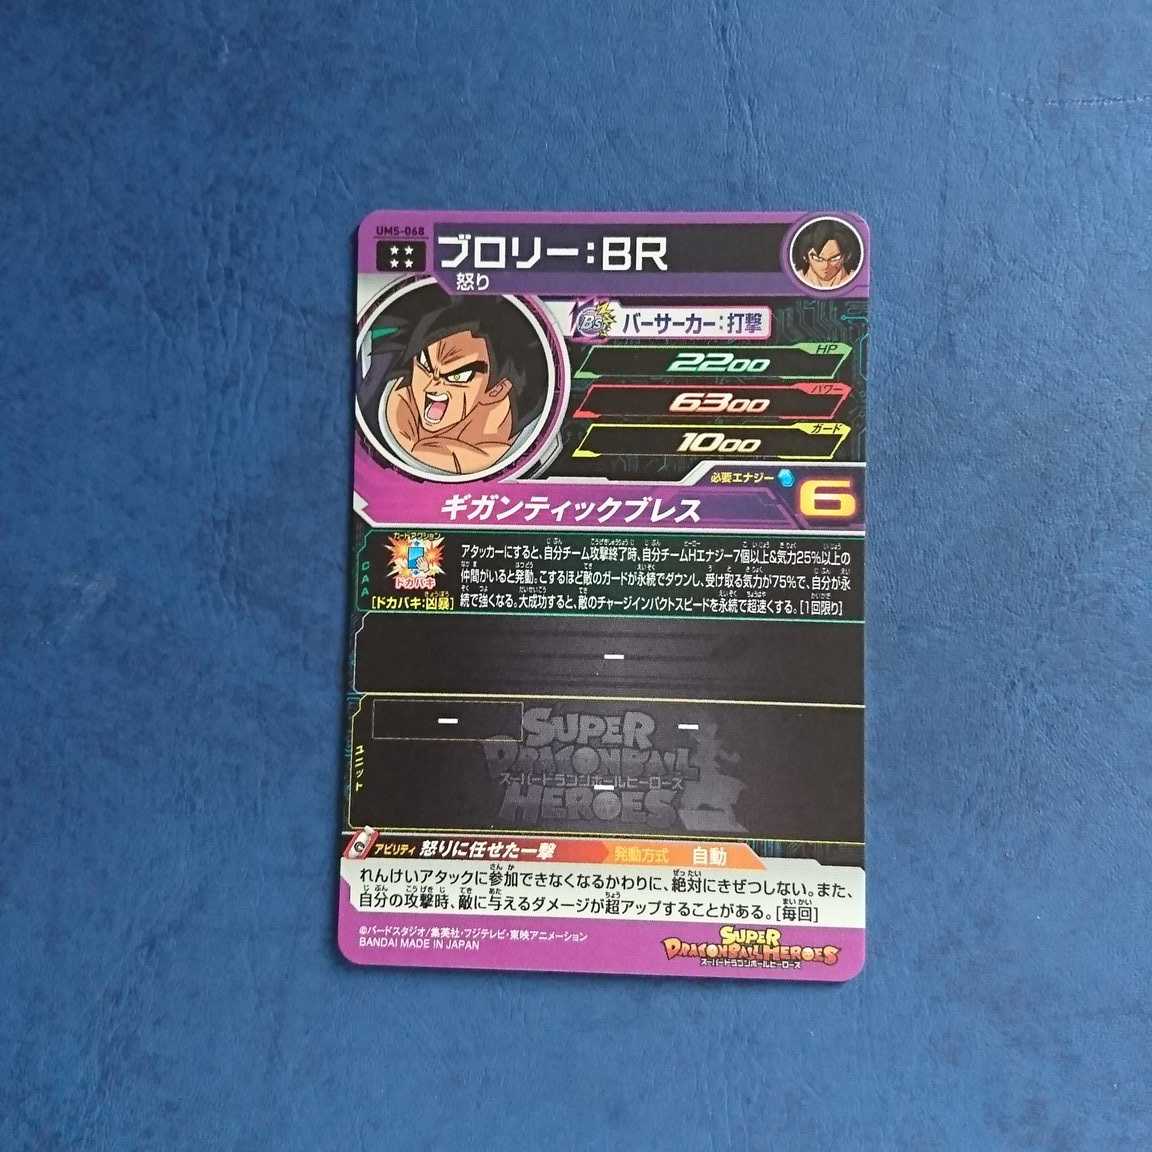 UM5-068
ブロリー:BR
怒り
Bs バーサーカー:打撃
HP
2200
パワー
6300
ガード
1000
必要エナジー 6
ギガンティックブレス
CAA
カードアクション
ドカバキ
[ドカバキ:凶暴]
アタッカーにすると、自分チーム攻撃終了時、自分チームHエナジー7個以上&気力25%以上の
仲間がいると発動。こするほど敵のガードが永続でダウンし、受け取る気力が75%で、自分が永
続で強くなる。大成功すると、敵のチャージインパクトスピードを永続で超速くする。[1回限り]
ー
ユニット
ー
ー
ー
SUPER
DRAGONBALL
スーパードラゴンボールヒーローズ
HEROES
アビリティ 怒りに任せた一撃 発動方式 自動
れんけいアタックに参加できなくなるかわりに、絶対にきぜつしない。また、
自分の攻撃時、敵に与えるダメージが超アップすることがある。[毎回]
©バードスタジオ/集英社・フジテレビ・東映アニメーション
BANDAI MADE IN JAPAN
SUPER
DRAGONBALL HEROES
スーパードラゴンボールヒーローズ